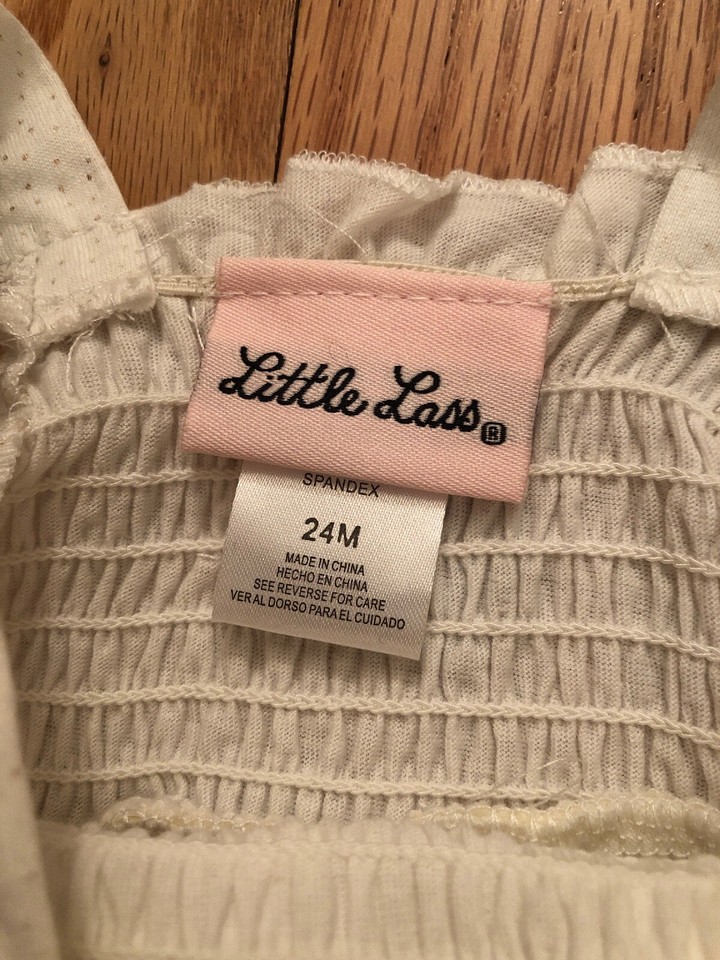 Little Lass®
SPANDEX
24M
MADE IN CHINA
HECHO EN CHINA
SEE REVERSE FOR CARE
VER AL DORSO PARA EL CUIDADO